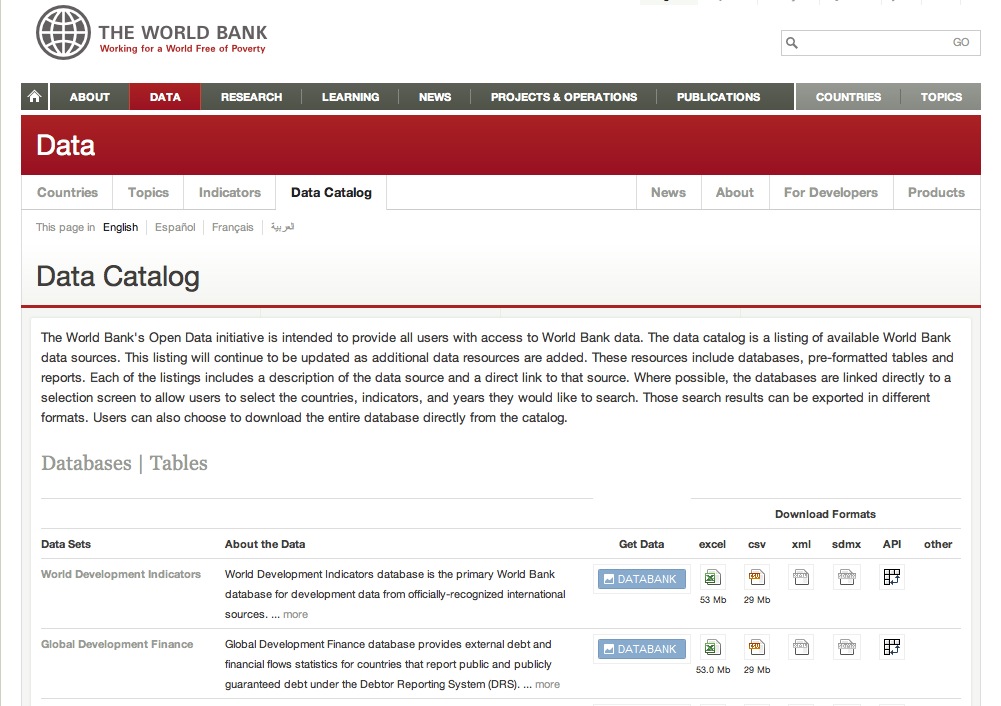 THE WORLD BANK
Working for a World Free of Poverty
GO
ABOUT DATA RESEARCH LEARNING NEWS PROJECTS & OPERATIONS PUBLICATIONS COUNTRIES TOPICS
Data
Countries Topics Indicators Data Catalog News About For Developers Products
This page in English Español Français العربية
Data Catalog
The World Bank's Open Data initiative is intended to provide all users with access to World Bank data. The data catalog is a listing of available World Bank
data sources. This listing will continue to be updated as additional data resources are added. These resources include databases, pre-formatted tables and
reports. Each of the listings includes a description of the data source and a direct link to that source. Where possible, the databases are linked directly to a
selection screen to allow users to select the countries, indicators, and years they would like to search. Those search results can be exported in different
formats. Users can also choose to download the entire database directly from the catalog.
Databases | Tables
Download Formats
Data Sets About the Data Get Data excel csv xml sdmx API other
World Development Indicators World Development Indicators database is the primary World Bank DATABANK
database for development data from officially-recognized international 53 Mb 29 Mb
sources. ... more
Global Development Finance Global Development Finance database provides external debt and DATABANK
financial flows statistics for countries that report public and publicly 53.0 Mb 29 Mb
guaranteed debt under the Debtor Reporting System (DRS). ... more